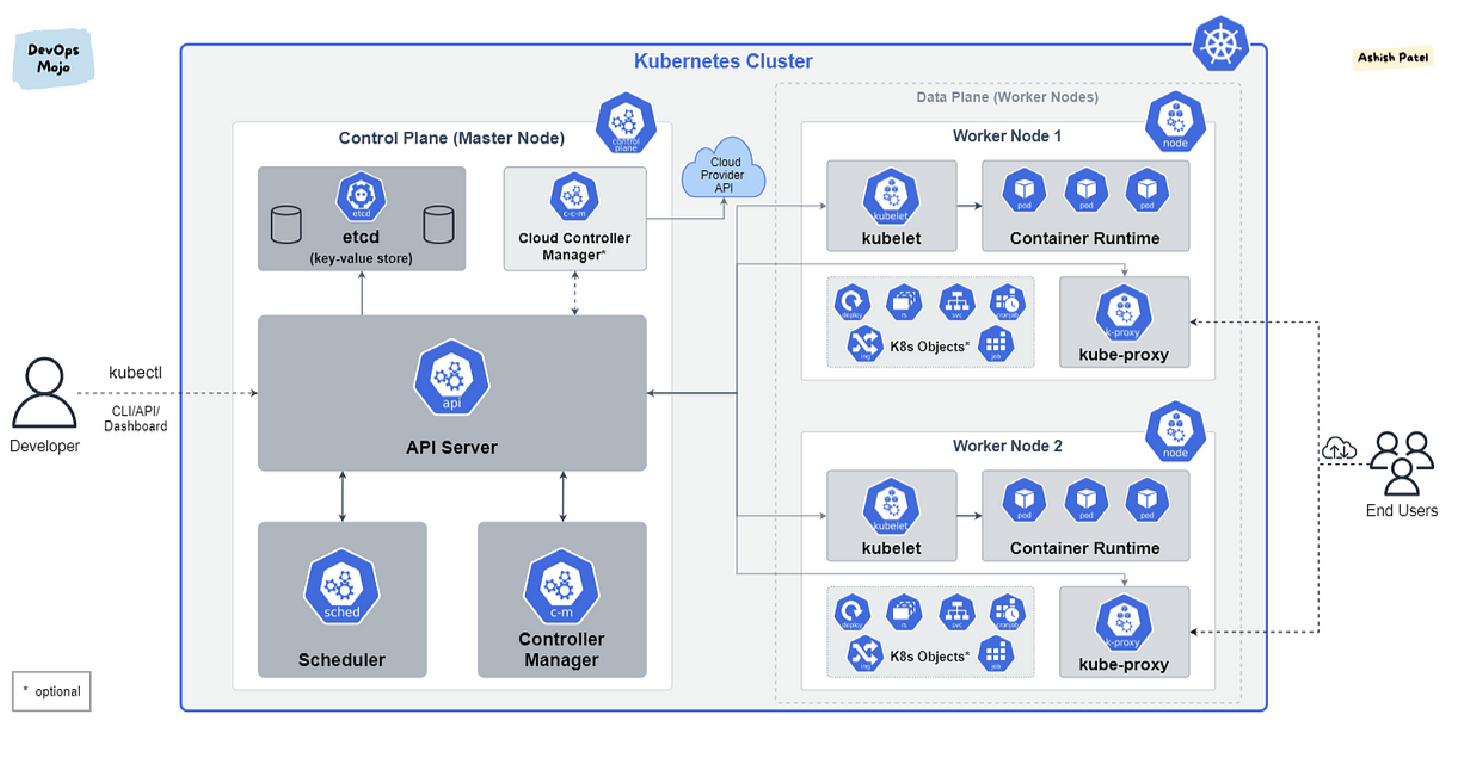 DevOps
Mojo
Ashish Patel
Kubernetes Cluster
Control Plane (Master Node)
control
plane
etcd
etcd
(key-value store)
c-c-m
Cloud Controller
Manager*
Cloud
Provider
API
api
API Server
sched
Scheduler
c-m
Controller
Manager
kubectl
CLI/API/
Dashboard
Developer
* optional
Data Plane (Worker Nodes)
Worker Node 1
node
kubelet
kubelet
pod
pod
pod
Container Runtime
deploy
rs
svc
cronjob
ing
K8s Objects*
job
k-proxy
kube-proxy
Worker Node 2
node
kubelet
kubelet
pod
pod
pod
Container Runtime
deploy
rs
svc
cronjob
ing
K8s Objects*
job
k-proxy
kube-proxy
End Users